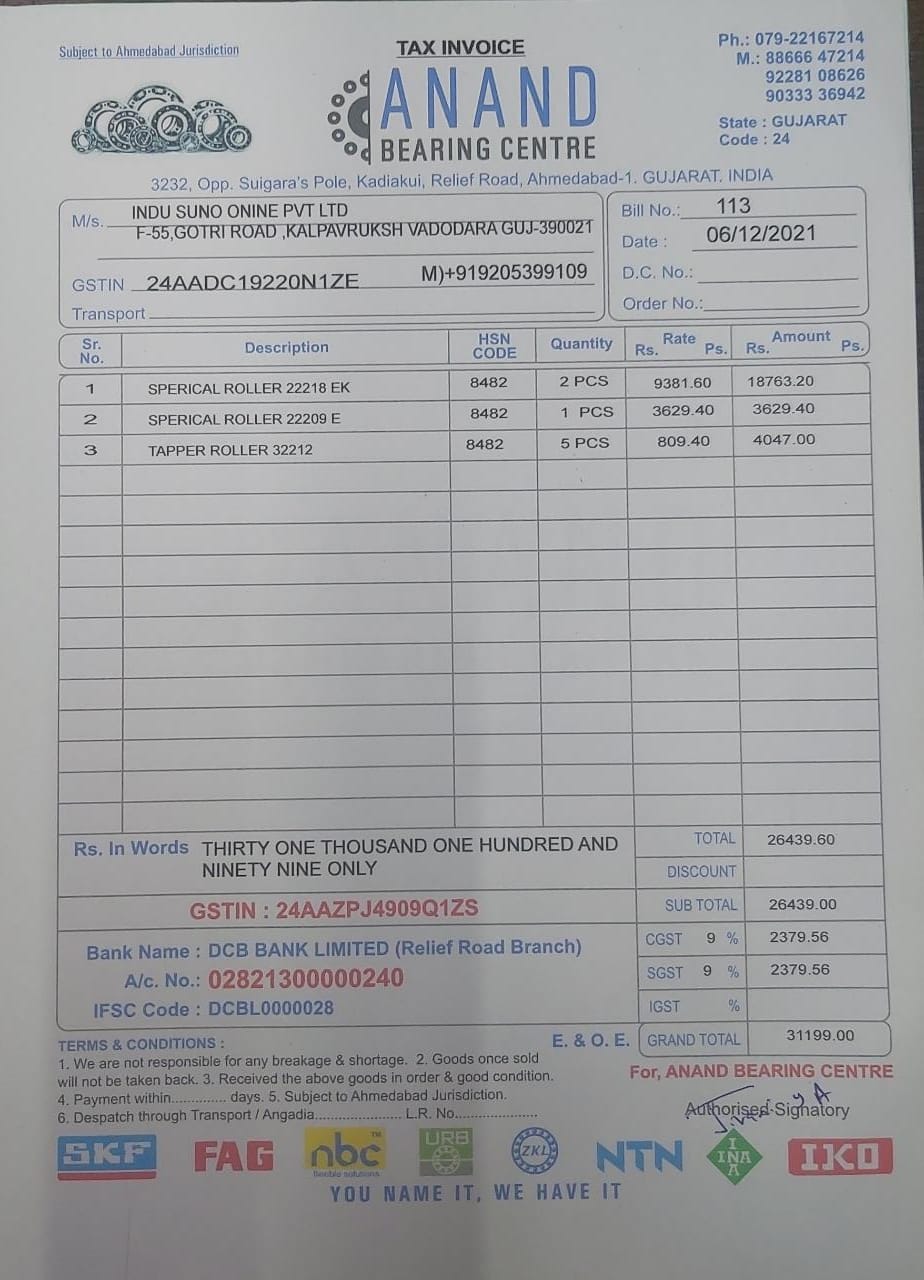 Subject to Ahmedabad Jurisdiction
TAX INVOICE
Ph.: 079-22167214
M.: 88666 47214
92281 08626
90333 36942
State : GUJARAT
Code : 24
ANAND
BEARING CENTRE
3232, Opp. Suigara's Pole, Kadiakui, Relief Road, Ahmedabad-1. GUJARAT. INDIA
M/s. INDU SUNO ONINE PVT LTD
F-55,GOTRI ROAD ,KALPAVRUKSH VADODARA GUJ-390021
GSTIN 24AADC19220N1ZE M)+919205399109
Transport
Bill No.: 113
Date : 06/12/2021
D.C. No.:
Order No.:
Sr. No. Description HSN CODE Quantity Rate Rs. Ps. Amount Rs. Ps.
1 SPERICAL ROLLER 22218 EK 8482 2 PCS 9381.60 18763.20
2 SPERICAL ROLLER 22209 E 8482 1 PCS 3629.40 3629.40
3 TAPPER ROLLER 32212 8482 5 PCS 809.40 4047.00
Rs. In Words THIRTY ONE THOUSAND ONE HUNDRED AND
NINETY NINE ONLY
GSTIN : 24AAZPJ4909Q1ZS
Bank Name : DCB BANK LIMITED (Relief Road Branch)
A/c. No.: 02821300000240
IFSC Code : DCBL0000028
TOTAL 26439.60
DISCOUNT
SUB TOTAL 26439.00
CGST 9 % 2379.56
SGST 9 % 2379.56
IGST %
E. & O. E. GRAND TOTAL 31199.00
TERMS & CONDITIONS :
1. We are not responsible for any breakage & shortage. 2. Goods once sold
will not be taken back. 3. Received the above goods in order & good condition.
4. Payment within............. days. 5. Subject to Ahmedabad Jurisdiction.
6. Despatch through Transport / Angadia..................... L.R. No....................
For, ANAND BEARING CENTRE
Authorised Signatory
SKF FAG nbc URB ZKL NTN INA INA IKO
TM
flexible solutions
YOU NAME IT, WE HAVE IT